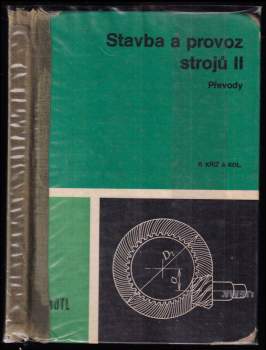 Stavba a provoz
strojů II
Převody
R. KŘÍŽ A KOL.
SNTL